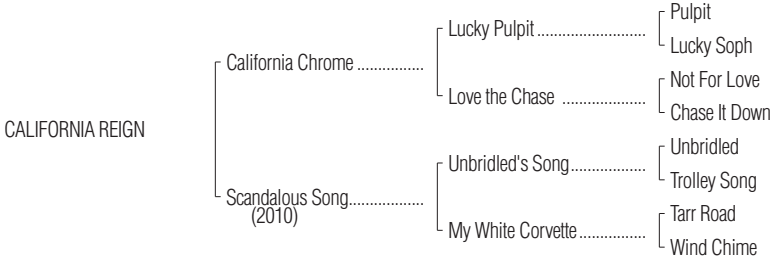 Pulpit
Lucky Pulpit ..........................
Lucky Soph
California Chrome ................
Not For Love
Love the Chase ....................
Chase It Down
CALIFORNIA REIGN
Unbridled
Unbridled's Song..................
Trolley Song
Scandalous Song..................
(2010)
Tarr Road
My White Corvette................
Wind Chime